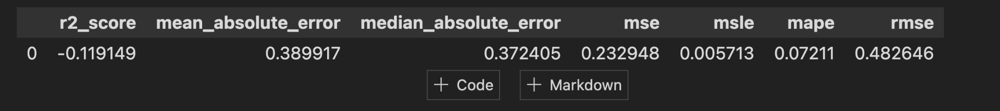 r2_score mean_absolute_error median_absolute_error mse msle mape rmse
0 -0.119149 0.389917 0.372405 0.232948 0.005713 0.07211 0.482646
+ Code + Markdown